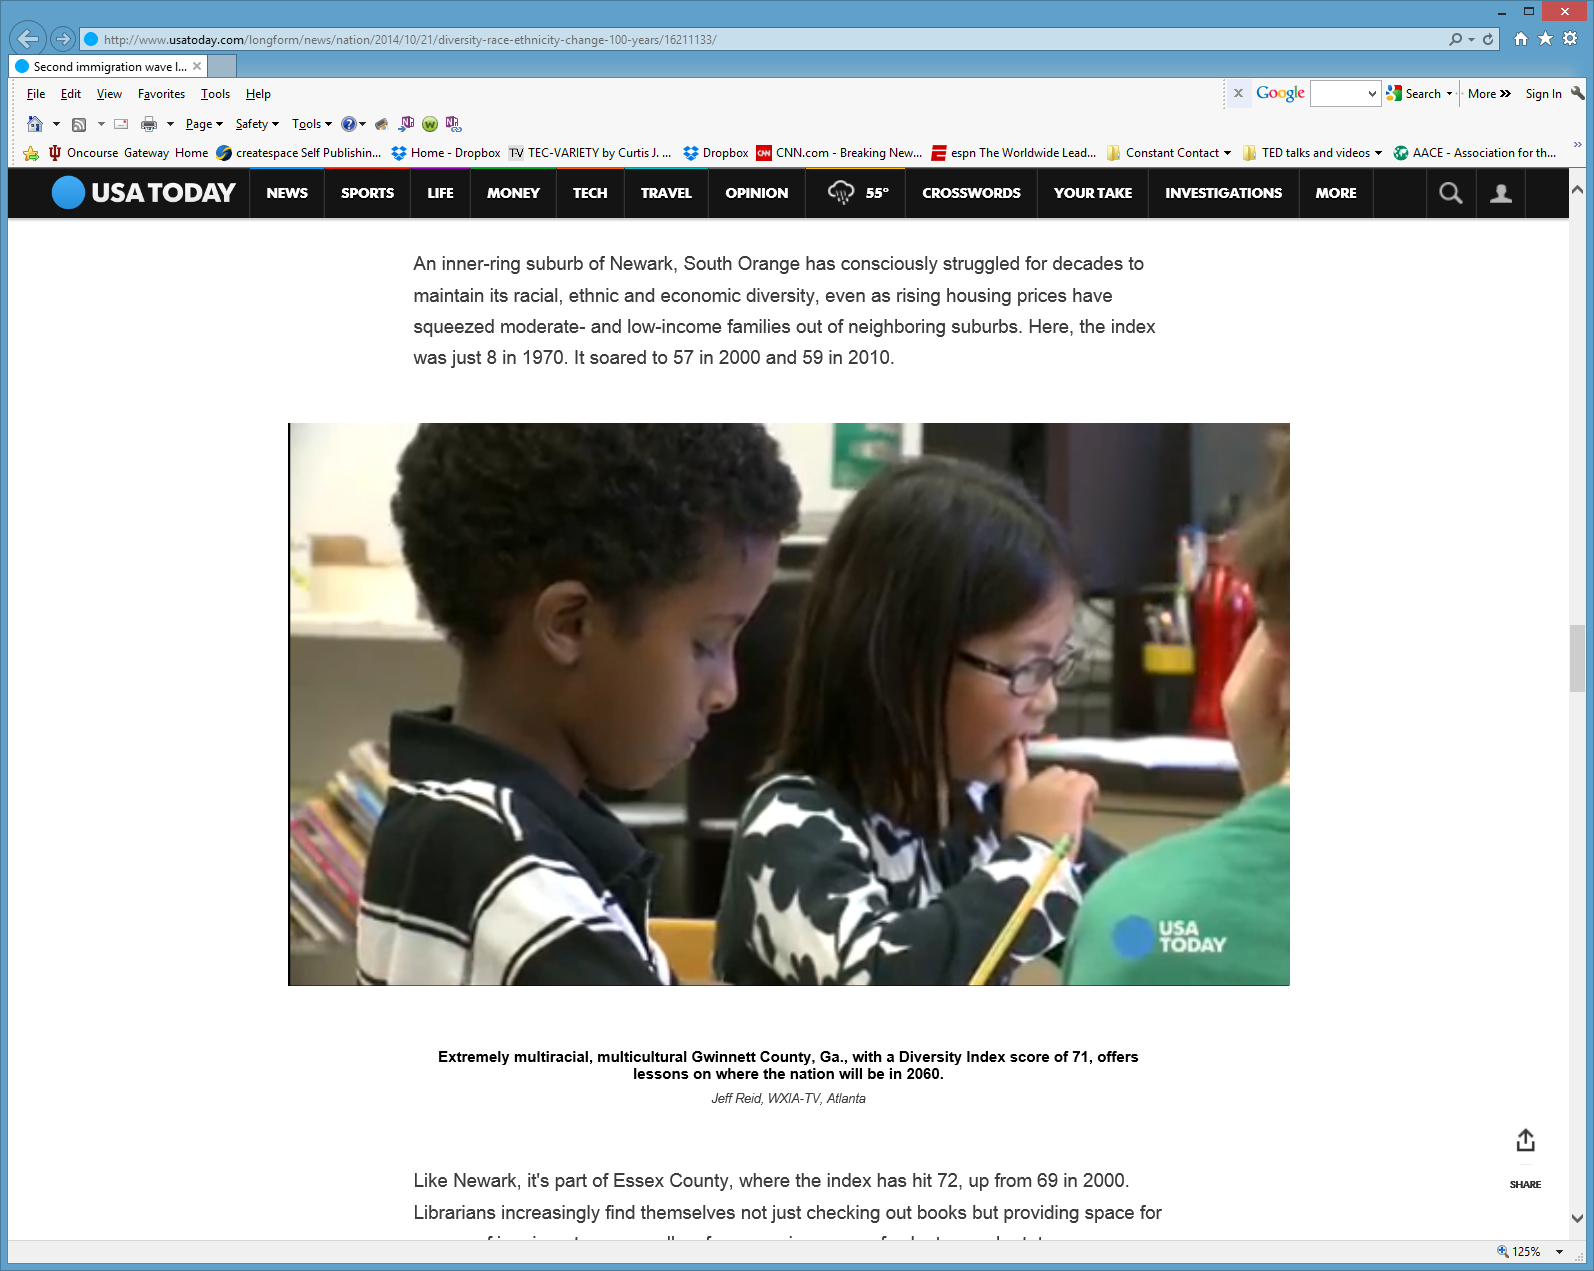 http://www.usatoday.com/longform/news/nation/2014/10/21/diversity-race-ethnicity-change-100-years/16211133/
Second immigration wave l...
File Edit View Favorites Tools Help
Google Search More Sign In
Page Safety Tools
Oncourse Gateway Home createspace Self Publishin... Home - Dropbox TEC-VARIETY by Curtis J. ... Dropbox CNN.com - Breaking New... espn The Worldwide Lead... Constant Contact TED talks and videos AACE - Association for th...
USA TODAY NEWS SPORTS LIFE MONEY TECH TRAVEL OPINION 55° CROSSWORDS YOUR TAKE INVESTIGATIONS MORE
An inner-ring suburb of Newark, South Orange has consciously struggled for decades to
maintain its racial, ethnic and economic diversity, even as rising housing prices have
squeezed moderate- and low-income families out of neighboring suburbs. Here, the index
was just 8 in 1970. It soared to 57 in 2000 and 59 in 2010.
USA
TODAY
Extremely multiracial, multicultural Gwinnett County, Ga., with a Diversity Index score of 71, offers
lessons on where the nation will be in 2060.
Jeff Reid, WXIA-TV, Atlanta
Like Newark, it's part of Essex County, where the index has hit 72, up from 69 in 2000.
Librarians increasingly find themselves not just checking out books but providing space for
SHARE
125%